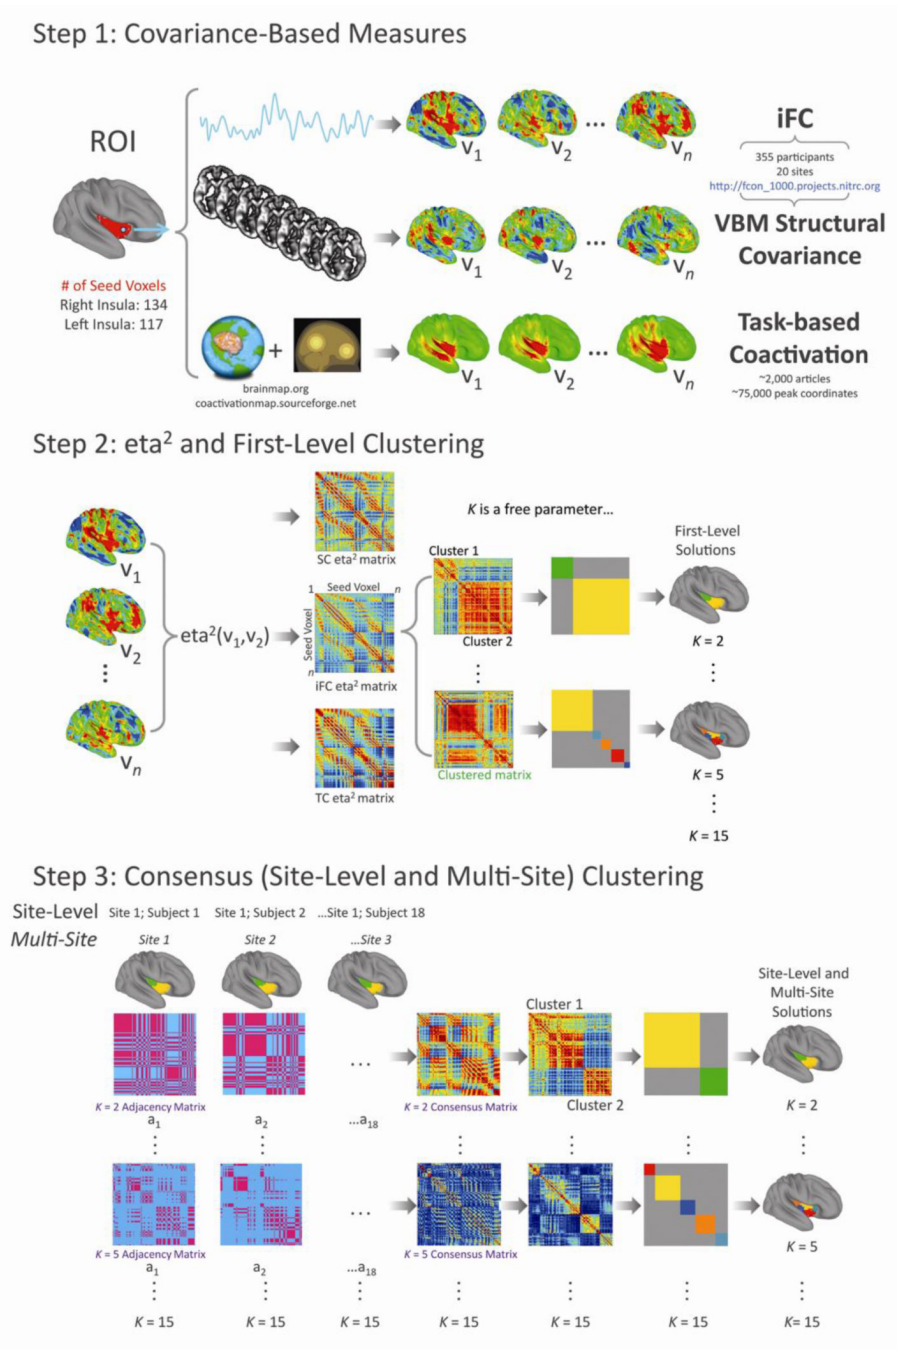 Step 1: Covariance-Based Measures
ROI
# of Seed Voxels
Right Insula: 134
Left Insula: 117
V1
V2
...
Vn
iFC
355 participants
20 sites
http://fcon_1000.projects.nitrc.org
V1
V2
...
Vn
VBM Structural
Covariance
+
brainmap.org
coactivationmap.sourceforge.net
V1
V2
...
Vn
Task-based
Coactivation
~2,000 articles
~75,000 peak coordinates
Step 2: eta² and First-Level Clustering
V1
V2
⋮
Vn
eta²(v₁,v₂)
SC eta² matrix
1 Seed Voxel n
Seed Voxel
n
iFC eta² matrix
TC eta² matrix
K is a free parameter...
Cluster 1
Cluster 2
⋮
Clustered matrix
First-Level
Solutions
K = 2
⋮
K = 5
⋮
K = 15
Step 3: Consensus (Site-Level and Multi-Site) Clustering
Site-Level Site 1; Subject 1 Site 1; Subject 2 ...Site 1; Subject 18
Multi-Site Site 1 Site 2 ...Site 3
Site-Level and
Multi-Site
Solutions
Cluster 1
...
Cluster 2
K = 2 Adjacency Matrix
K = 2 Consensus Matrix
K = 2
a₁ a₂ ...a₁₈
⋮ ⋮ ⋮ ⋮ ⋮ ⋮
...
K = 5 Adjacency Matrix
K = 5 Consensus Matrix
K = 5
a₁ a₂ ...a₁₈
⋮ ⋮ ⋮ ⋮ ⋮ ⋮ ⋮
K = 15 K = 15 K = 15 K = 15 K = 15 K = 15 K= 15